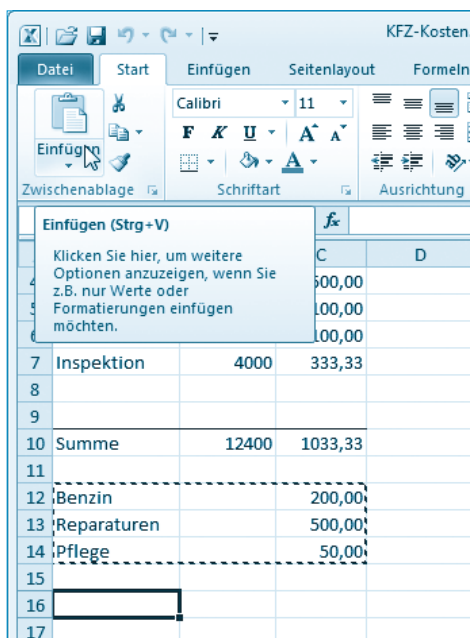 KFZ-Kosten
Datei Start Einfügen Seitenlayout Formeln
Calibri 11
Einfügen F K U A A
A
Zwischenablage Schriftart Ausrichtung
Einfügen (Strg+V) fx
Klicken Sie hier, um weitere
Optionen anzuzeigen, wenn Sie
z.B. nur Werte oder
Formatierungen einfügen
möchten.
C D
00,00
100,00
100,00
7 Inspektion 4000 333,33
8
9
10 Summe 12400 1033,33
11
12 Benzin 200,00
13 Reparaturen 500,00
14 Pflege 50,00
15
16
17